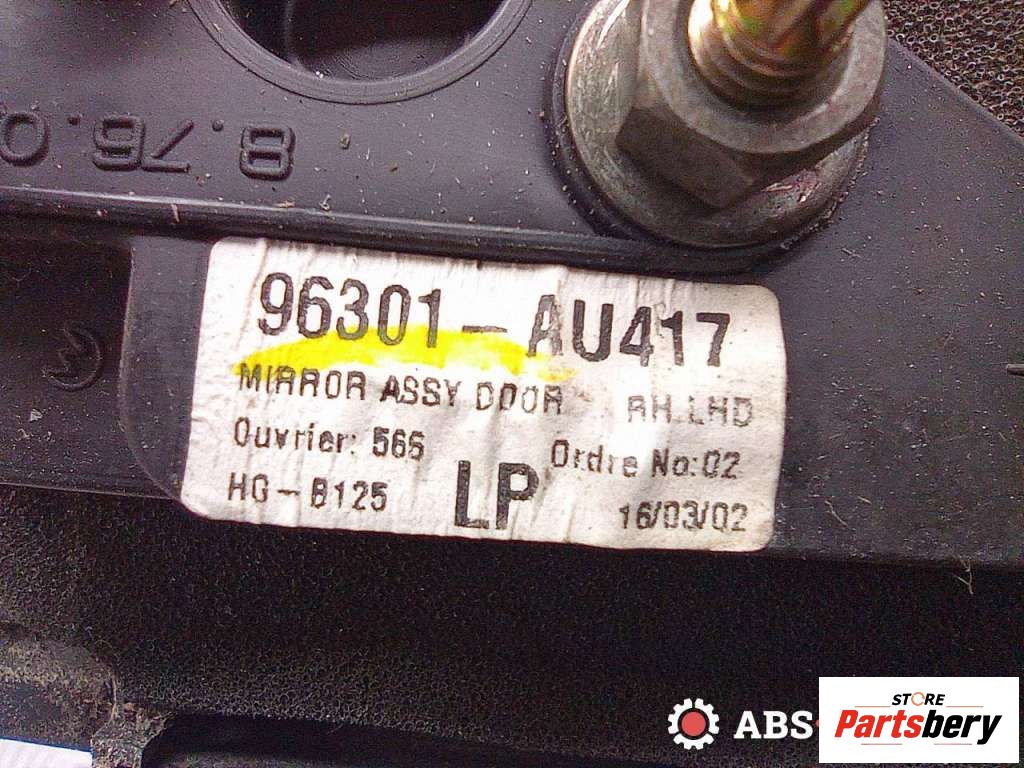 8.76.0
96301-AU417
MIRROR ASSY DOOR RH.LHD
Ouvrier: 566 Ordre No:02
HG-B125 LP 16/03/02
ABS-
STORE
Partsbery